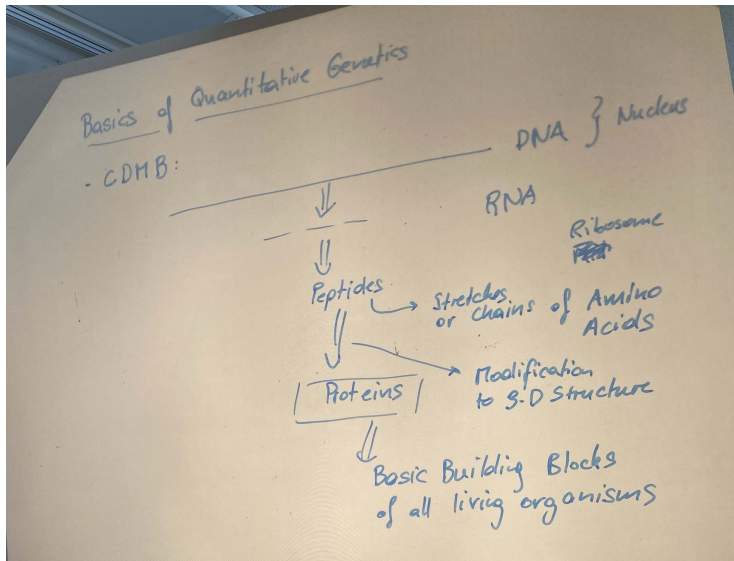 Basics of Quantitative Genetics
- CDMB:
DNA } Nucleus
RNA
Ribosome
Peptides
Stretches
or Chains of Amino
Acids
Modification
to 3-D Structure
Proteins
Basic Building Blocks
of all living organisms